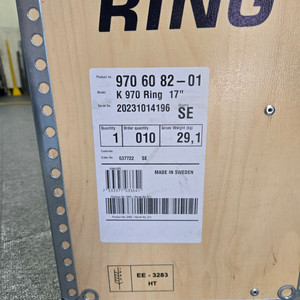 RING
Product no. 970 60 82-01
Model K 970 Ring 17"
Serial No. 20231014196 SE
Quantity Order quantity Gross Weight (kg)
1 010 29,1
Order No. 537722 SE
MADE IN SWEDEN
EE - 3283
HT